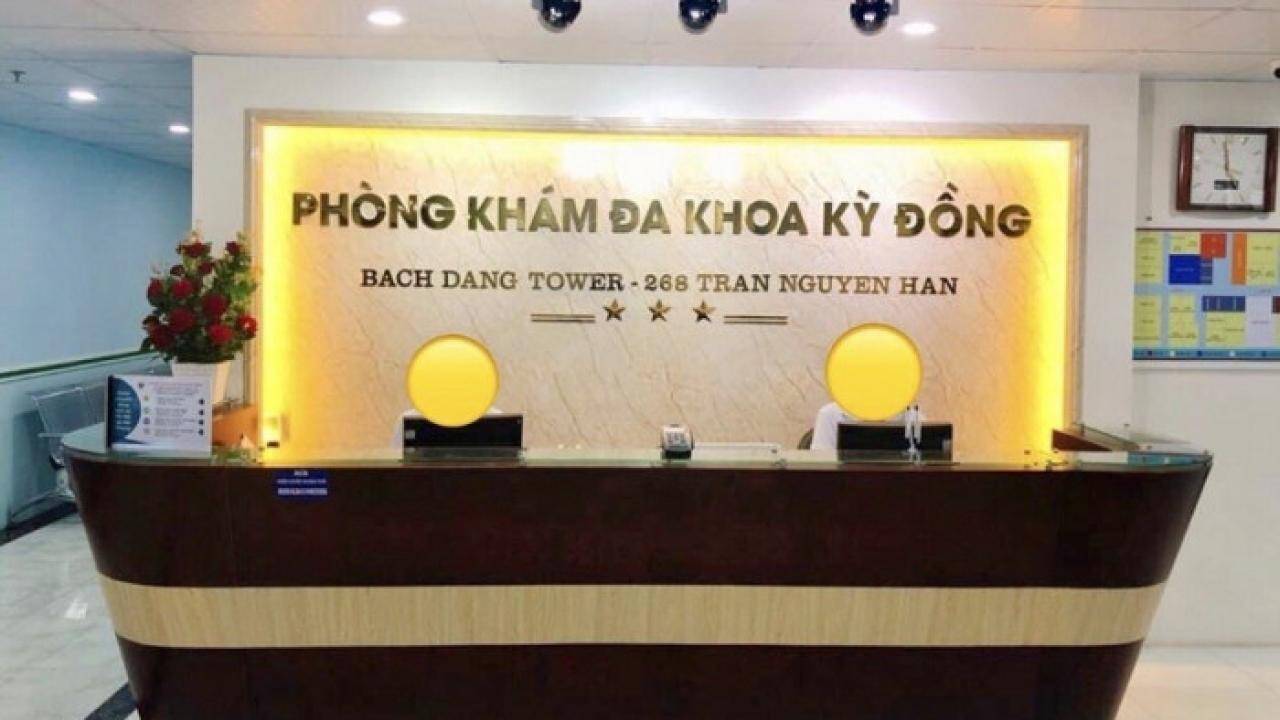 PHÒNG KHÁM ĐA KHOA KỲ ĐỒNG
BACH DANG TOWER - 268 TRAN NGUYEN HAN